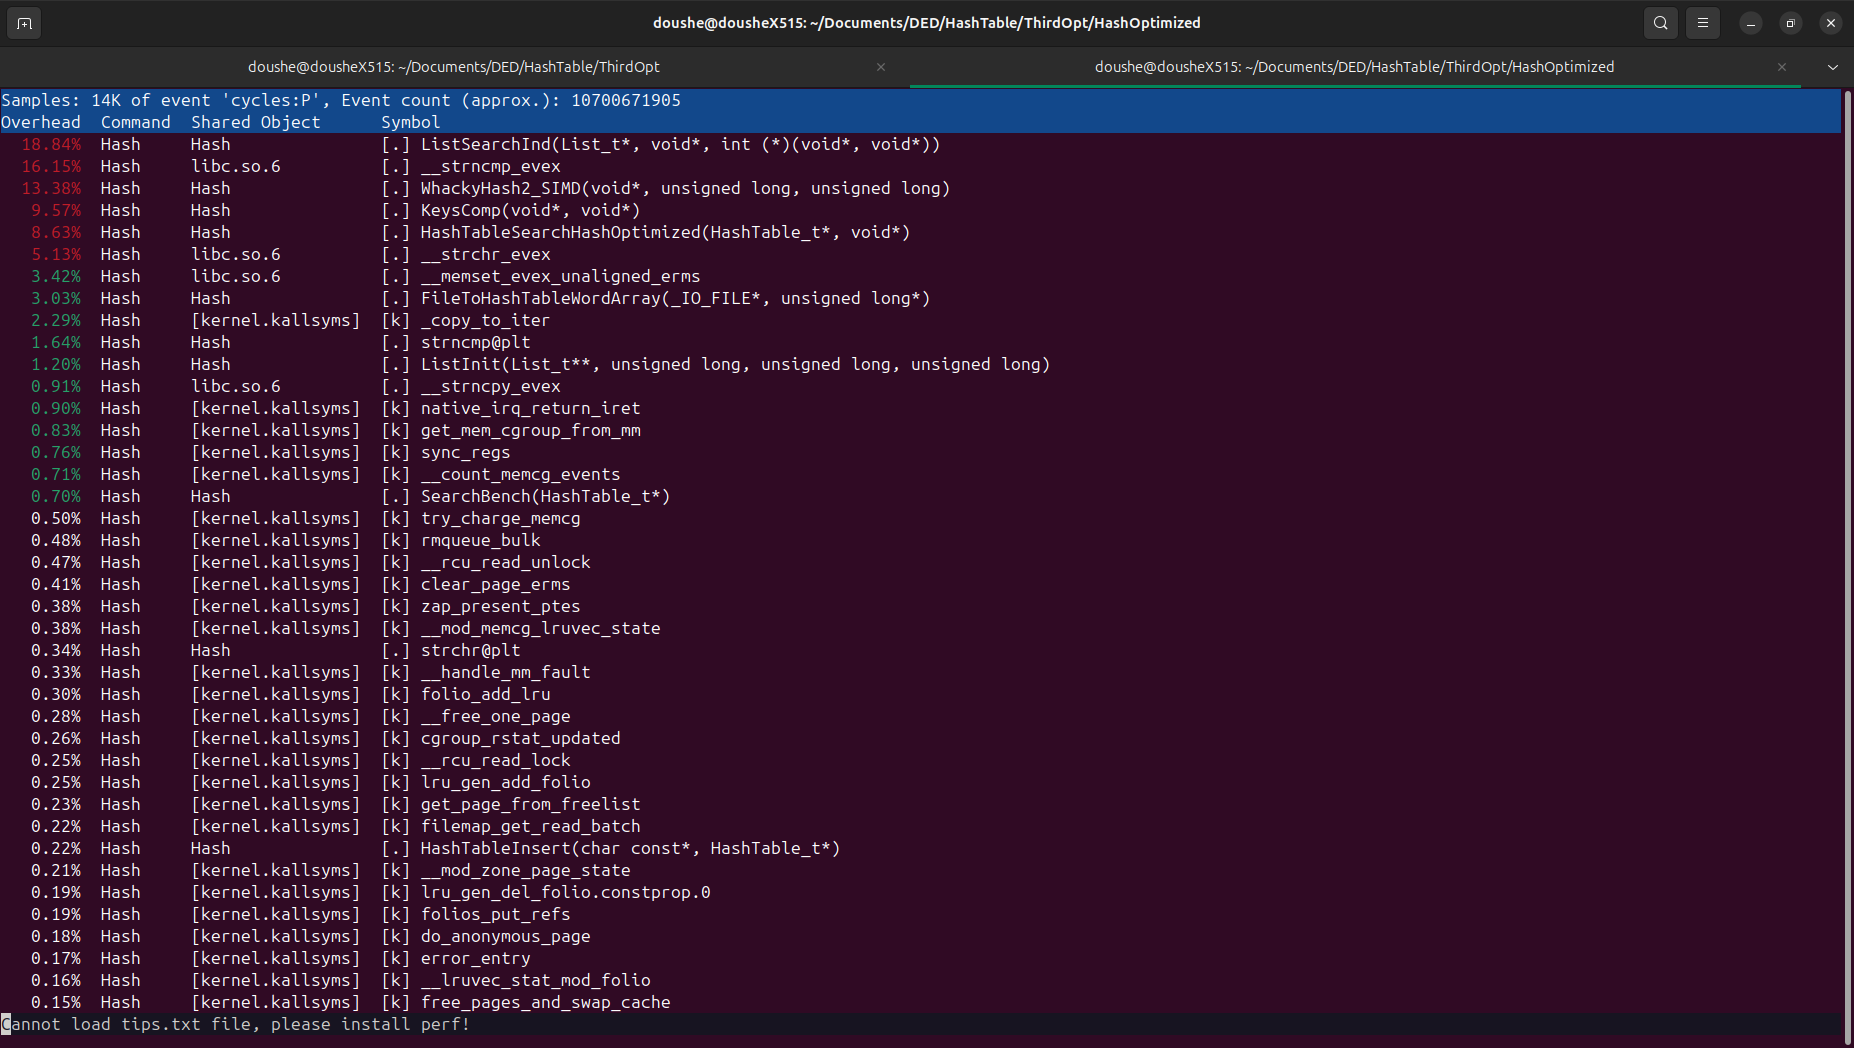 doushe@dousheX515: ~/Documents/DED/HashTable/ThirdOpt/HashOptimized
doushe@dousheX515: ~/Documents/DED/HashTable/ThirdOpt
doushe@dousheX515: ~/Documents/DED/HashTable/ThirdOpt/HashOptimized
Samples: 14K of event 'cycles:P', Event count (approx.): 10700671905
Overhead  Command  Shared Object      Symbol
18.84%  Hash     Hash               [.] ListSearchInd(List_t*, void*, int (*)(void*, void*))
16.15%  Hash     libc.so.6          [.] __strncmp_evex
13.38%  Hash     Hash               [.] WhackyHash2_SIMD(void*, unsigned long, unsigned long)
9.57%  Hash     Hash               [.] KeysComp(void*, void*)
8.63%  Hash     Hash               [.] HashTableSearchHashOptimized(HashTable_t*, void*)
5.13%  Hash     libc.so.6          [.] __strchr_evex
3.42%  Hash     libc.so.6          [.] __memset_evex_unaligned_erms
3.03%  Hash     Hash               [.] FileToHashTableWordArray(_IO_FILE*, unsigned long*)
2.29%  Hash     [kernel.kallsyms]  [k] _copy_to_iter
1.64%  Hash     Hash               [.] strncmp@plt
1.20%  Hash     Hash               [.] ListInit(List_t**, unsigned long, unsigned long, unsigned long)
0.91%  Hash     libc.so.6          [.] __strncpy_evex
0.90%  Hash     [kernel.kallsyms]  [k] native_irq_return_iret
0.83%  Hash     [kernel.kallsyms]  [k] get_mem_cgroup_from_mm
0.76%  Hash     [kernel.kallsyms]  [k] sync_regs
0.71%  Hash     [kernel.kallsyms]  [k] __count_memcg_events
0.70%  Hash     Hash               [.] SearchBench(HashTable_t*)
0.50%  Hash     [kernel.kallsyms]  [k] try_charge_memcg
0.48%  Hash     [kernel.kallsyms]  [k] rmqueue_bulk
0.47%  Hash     [kernel.kallsyms]  [k] __rcu_read_unlock
0.41%  Hash     [kernel.kallsyms]  [k] clear_page_erms
0.38%  Hash     [kernel.kallsyms]  [k] zap_present_ptes
0.38%  Hash     [kernel.kallsyms]  [k] __mod_memcg_lruvec_state
0.34%  Hash     Hash               [.] strchr@plt
0.33%  Hash     [kernel.kallsyms]  [k] __handle_mm_fault
0.30%  Hash     [kernel.kallsyms]  [k] folio_add_lru
0.28%  Hash     [kernel.kallsyms]  [k] __free_one_page
0.26%  Hash     [kernel.kallsyms]  [k] cgroup_rstat_updated
0.25%  Hash     [kernel.kallsyms]  [k] __rcu_read_lock
0.25%  Hash     [kernel.kallsyms]  [k] lru_gen_add_folio
0.23%  Hash     [kernel.kallsyms]  [k] get_page_from_freelist
0.22%  Hash     [kernel.kallsyms]  [k] filemap_get_read_batch
0.22%  Hash     Hash               [.] HashTableInsert(char const*, HashTable_t*)
0.21%  Hash     [kernel.kallsyms]  [k] __mod_zone_page_state
0.19%  Hash     [kernel.kallsyms]  [k] lru_gen_del_folio.constprop.0
0.19%  Hash     [kernel.kallsyms]  [k] folios_put_refs
0.18%  Hash     [kernel.kallsyms]  [k] do_anonymous_page
0.17%  Hash     [kernel.kallsyms]  [k] error_entry
0.16%  Hash     [kernel.kallsyms]  [k] __lruvec_stat_mod_folio
0.15%  Hash     [kernel.kallsyms]  [k] free_pages_and_swap_cache
Cannot load tips.txt file, please install perf!